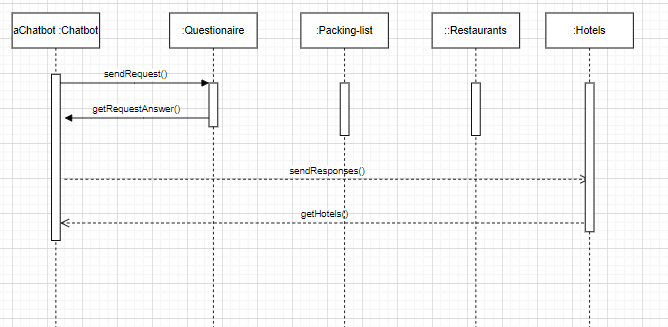 aChatbot :Chatbot
:Questionaire
:Packing-list
::Restaurants
:Hotels
sendRequest()
getRequestAnswer()
sendResponses()
getHotels()